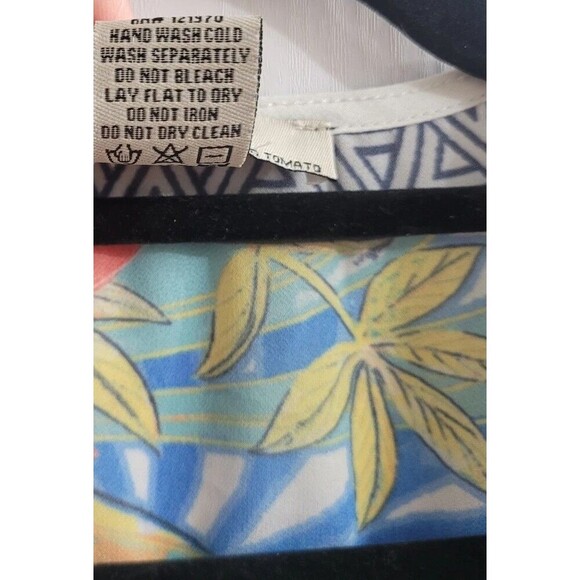 121970
HAND WASH COLD
WASH SEPARATELY
DO NOT BLEACH
LAY FLAT TO DRY
DO NOT IRON
DO NOT DRY CLEAN
TOMATO